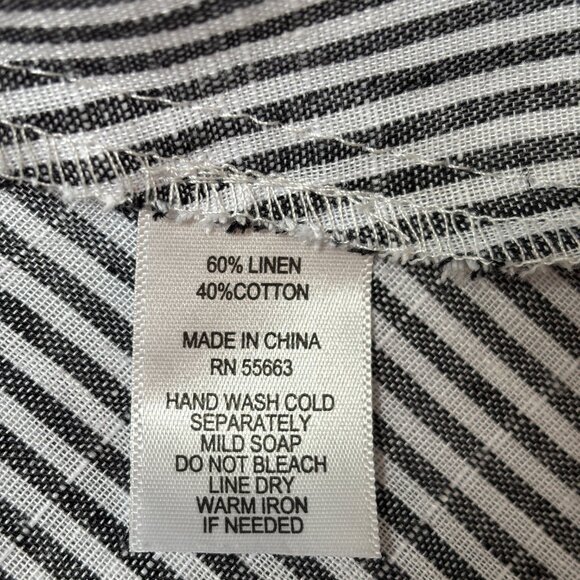 60% LINEN
40%COTTON
MADE IN CHINA
RN 55663
HAND WASH COLD
SEPARATELY
MILD SOAP
DO NOT BLEACH
LINE DRY
WARM IRON
IF NEEDED